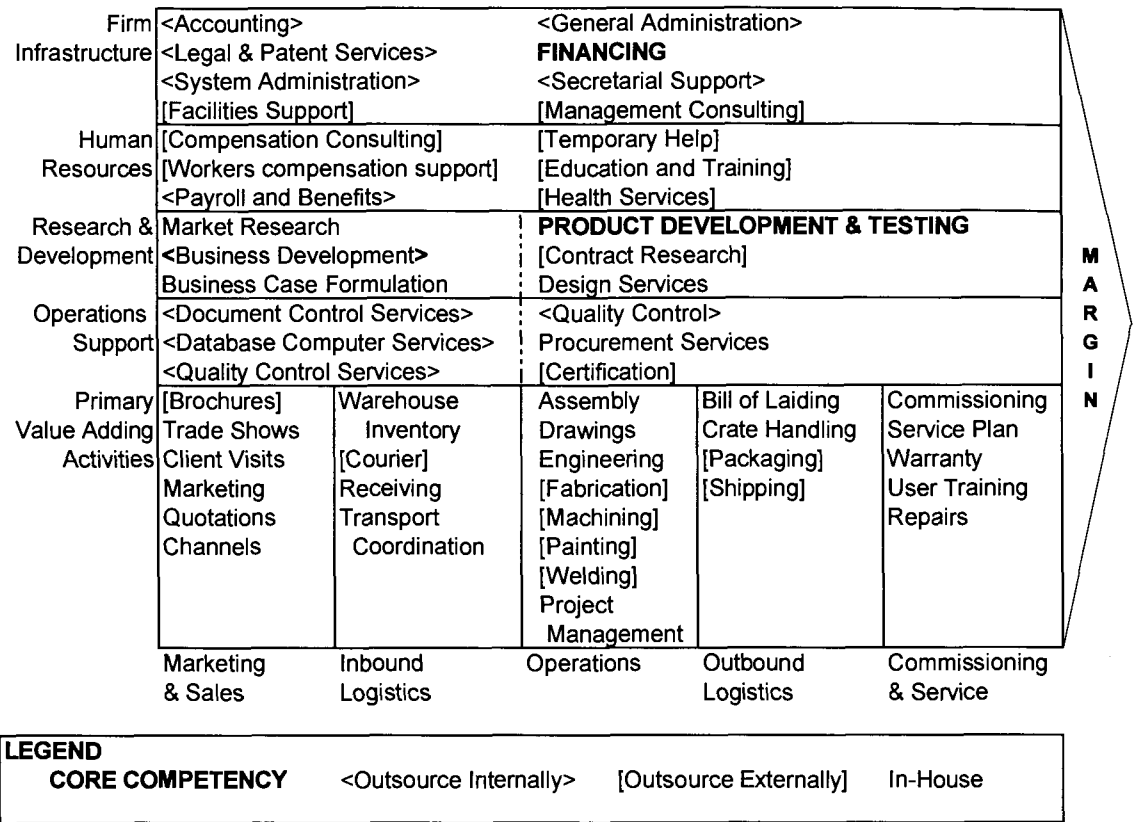 Firm <Accounting> <General Administration>
Infrastructure <Legal & Patent Services> FINANCING
<System Administration> <Secretarial Support>
[Facilities Support] [Management Consulting]
Human [Compensation Consulting] [Temporary Help]
Resources [Workers compensation support] [Education and Training]
<Payroll and Benefits> [Health Services]
Research & Market Research PRODUCT DEVELOPMENT & TESTING
Development <Business Development> [Contract Research]
Business Case Formulation Design Services
Operations <Document Control Services> <Quality Control>
Support <Database Computer Services> Procurement Services
<Quality Control Services> [Certification]
Primary [Brochures] Warehouse Assembly Bill of Laiding Commissioning
Value Adding Trade Shows Inventory Drawings Crate Handling Service Plan
Activities Client Visits [Courier] Engineering [Packaging] Warranty
Marketing Receiving [Fabrication] [Shipping] User Training
Quotations Transport [Machining] Repairs
Channels Coordination [Painting]
[Welding]
Project
Management
MARGIN
Marketing Inbound Operations Outbound Commissioning
& Sales Logistics Logistics & Service
LEGEND
CORE COMPETENCY <Outsource Internally> [Outsource Externally] In-House